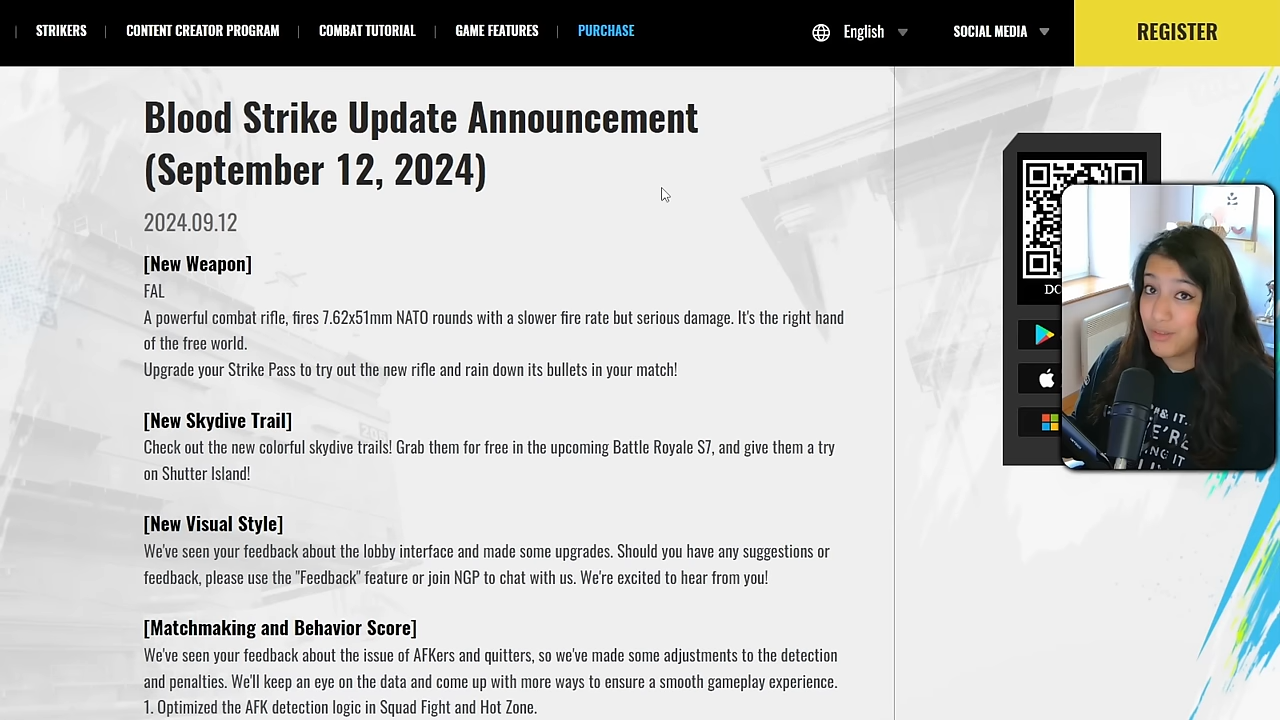 STRIKERS
CONTENT CREATOR PROGRAM
COMBAT TUTORIAL
GAME FEATURES
PURCHASE
English
SOCIAL MEDIA
REGISTER
Blood Strike Update Announcement
(September 12, 2024)
2024.09.12
[New Weapon]
FAL
A powerful combat rifle, fires 7.62x51mm NATO rounds with a slower fire rate but serious damage. It's the right hand
of the free world.
Upgrade your Strike Pass to try out the new rifle and rain down its bullets in your match!
[New Skydive Trail]
Check out the new colorful skydive trails! Grab them for free in the upcoming Battle Royale S7, and give them a try
on Shutter Island!
[New Visual Style]
We've seen your feedback about the lobby interface and made some upgrades. Should you have any suggestions or
feedback, please use the "Feedback" feature or join NGP to chat with us. We're excited to hear from you!
[Matchmaking and Behavior Score]
We've seen your feedback about the issue of AFKers and quitters, so we've made some adjustments to the detection
and penalties. We'll keep an eye on the data and come up with more ways to ensure a smooth gameplay experience.
1. Optimized the AFK detection logic in Squad Fight and Hot Zone.